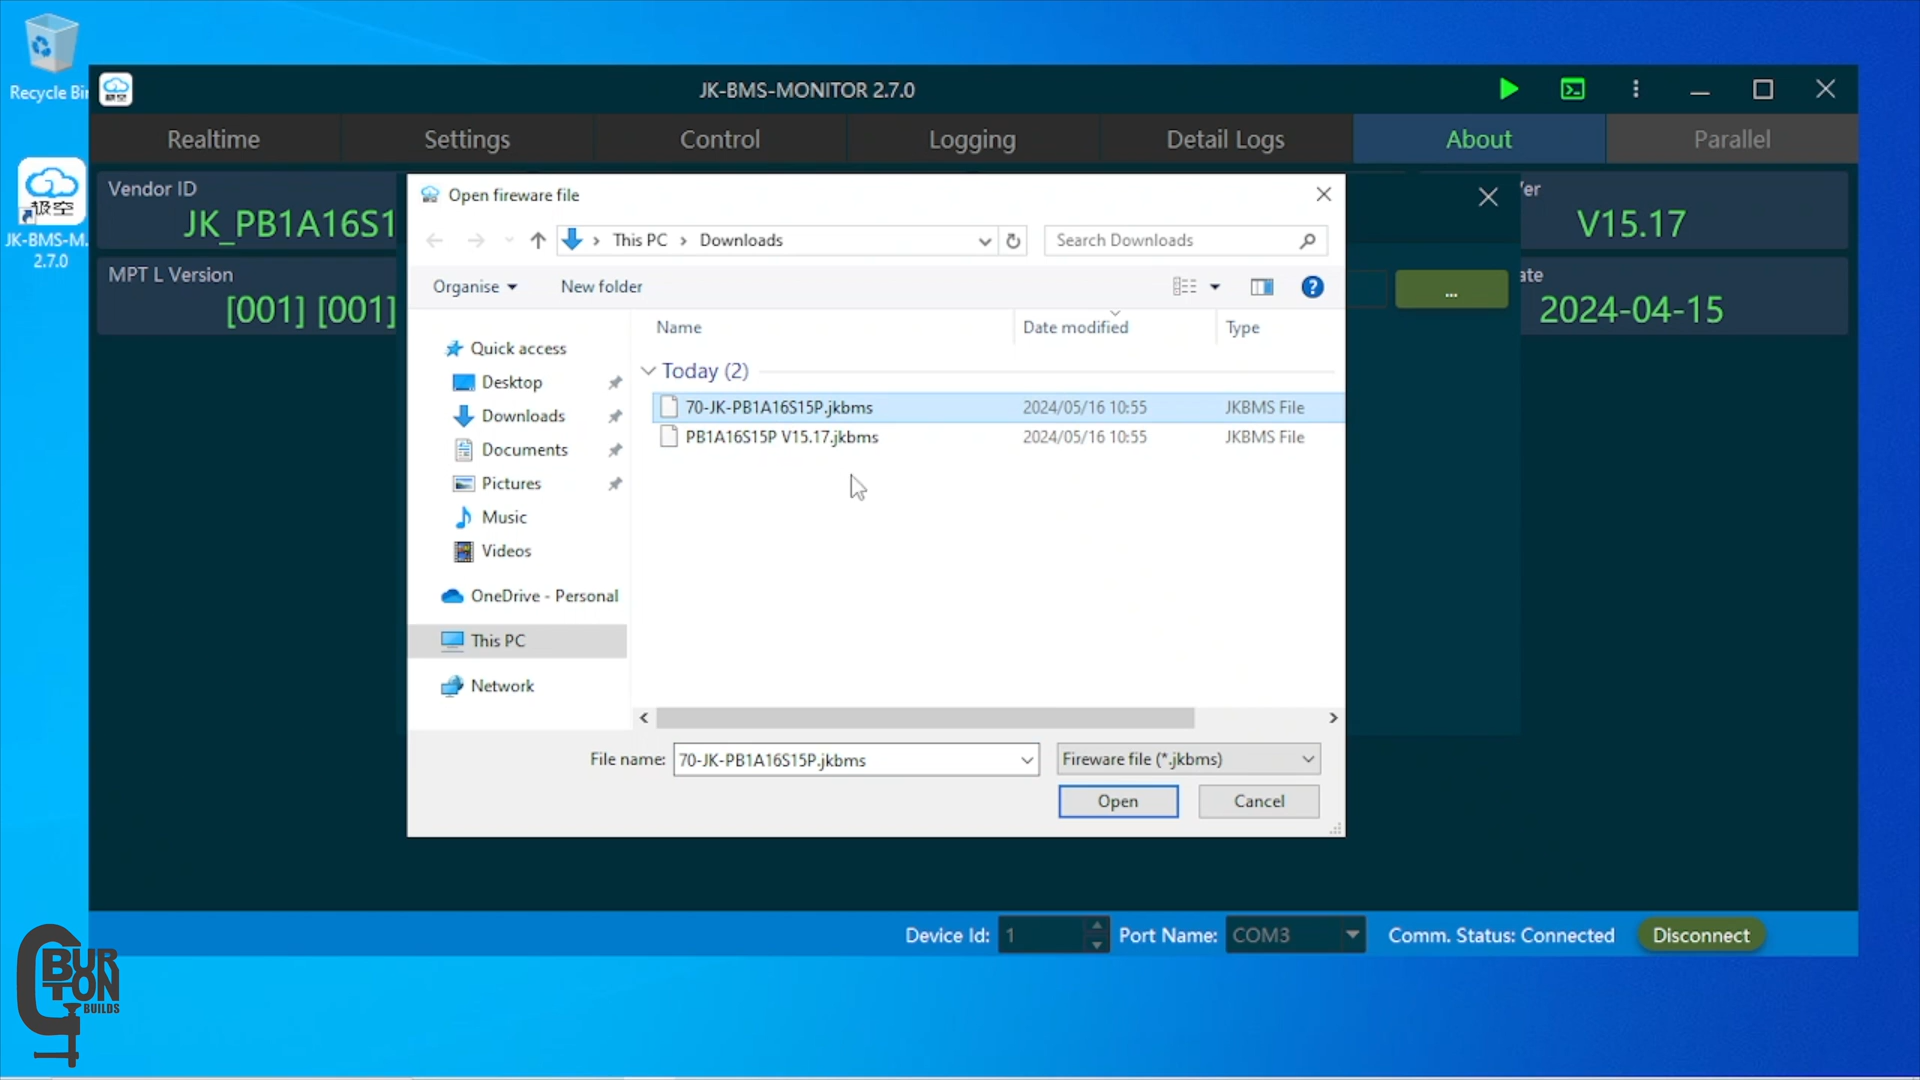 Recycle Bin
JK-BMS-MONITOR 2.7.0
Realtime
Settings
Control
Logging
Detail Logs
About
Parallel
极空
JK-BMS-M...
2.7.0
Vendor ID
JK_PB1A16S1
MPT L Version
[001] [001]
Ver
V15.17
ate
2024-04-15
...
Open fireware file
This PC
Downloads
Search Downloads
Organise
New folder
Name
Date modified
Type
Quick access
Desktop
Downloads
Documents
Pictures
Music
Videos
OneDrive - Personal
This PC
Network
Today (2)
70-JK-PB1A16S15P.jkbms 2024/05/16 10:55 JKBMS File
PB1A16S15P V15.17.jkbms 2024/05/16 10:55 JKBMS File
File name: 70-JK-PB1A16S15P.jkbms
Fireware file (*.jkbms)
Open
Cancel
Device Id: 1
Port Name: COM3
Comm. Status: Connected
Disconnect
BURTON
BUILDS